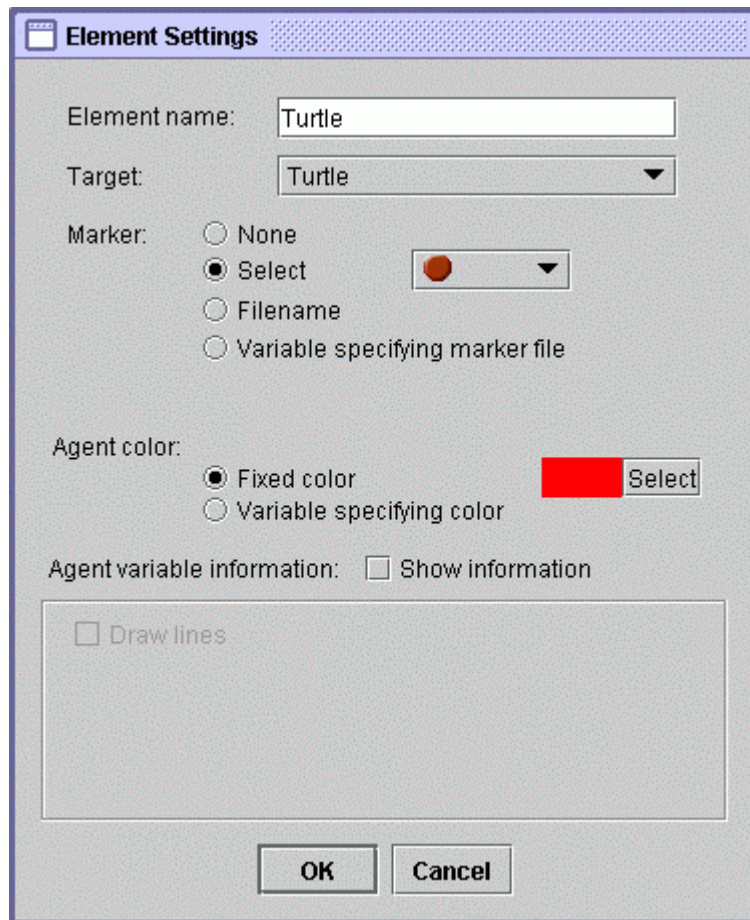 Element Settings
Element name: Turtle
Target: Turtle
Marker: None
Select
Filename
Variable specifying marker file
Agent color:
Fixed color Select
Variable specifying color
Agent variable information: Show information
Draw lines
OK Cancel